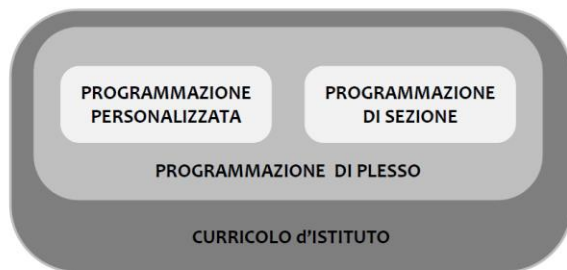 PROGRAMMAZIONE
PERSONALIZZATA
PROGRAMMAZIONE
DI SEZIONE
PROGRAMMAZIONE DI PLESSO
CURRICOLO d'ISTITUTO